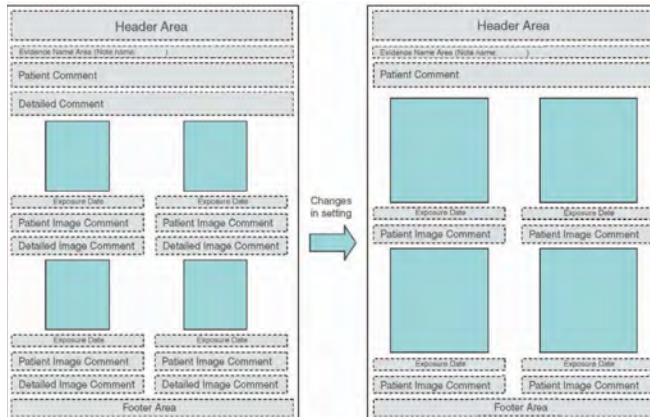 Header Area
Evidence Name Area (Note name: )
Patient Comment
Detailed Comment
Exposure Date Exposure Date
Patient Image Comment Patient Image Comment
Detailed Image Comment Detailed Image Comment
Exposure Date Exposure Date
Patient Image Comment Patient Image Comment
Detailed Image Comment Detailed Image Comment
Footer Area
Changes
in setting
Header Area
Evidence Name Area (Note name: )
Patient Comment
Exposure Date Exposure Date
Patient Image Comment Patient Image Comment
Exposure Date Exposure Date
Patient Image Comment Patient Image Comment
Footer Area